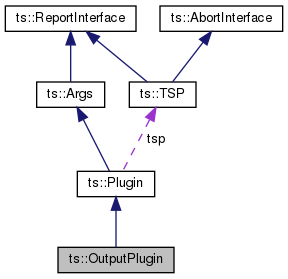 ts::ReportInterface
ts::AbortInterface
ts::Args
ts::TSP
tsp
ts::Plugin
ts::OutputPlugin